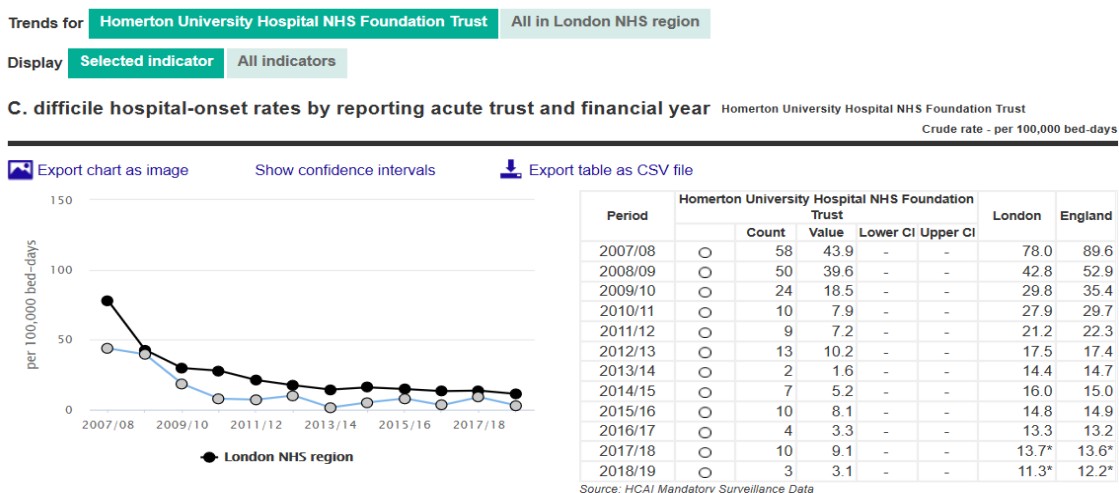 Trends for Homerton University Hospital NHS Foundation Trust All in London NHS region
Display Selected indicator All indicators
C. difficile hospital-onset rates by reporting acute trust and financial year Homerton University Hospital NHS Foundation Trust
Crude rate - per 100,000 bed-days
Export chart as image Show confidence intervals Export table as CSV file
150
100
50
0
per 100,000 bed-days
2007/08 2009/10 2011/12 2013/14 2015/16 2017/18
London NHS region
Period Homerton University Hospital NHS Foundation Trust London England
Count Value Lower CI Upper CI
2007/08 58 43.9 - - 78.0 89.6
2008/09 50 39.6 - - 42.8 52.9
2009/10 24 18.5 - - 29.8 35.4
2010/11 10 7.9 - - 27.9 29.7
2011/12 9 7.2 - - 21.2 22.3
2012/13 13 10.2 - - 17.5 17.4
2013/14 2 1.6 - - 14.4 14.7
2014/15 7 5.2 - - 16.0 15.0
2015/16 10 8.1 - - 14.8 14.9
2016/17 4 3.3 - - 13.3 13.2
2017/18 10 9.1 - - 13.7* 13.6*
2018/19 3 3.1 - - 11.3* 12.2*
Source: HCAI Mandatory Surveillance Data